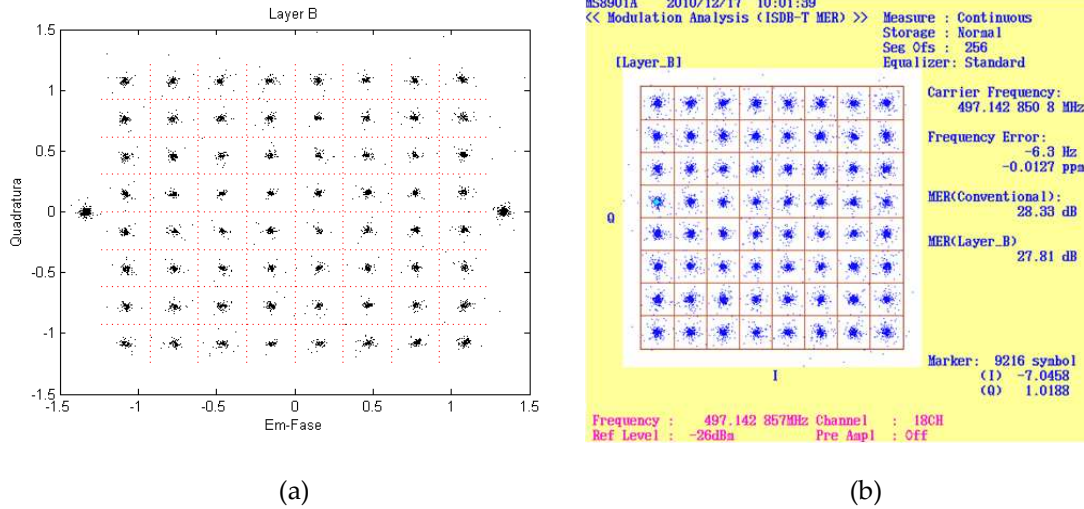 Layer B
1.5
1
0.5
0
-0.5
-1
-1.5
Quadratura
-1.5
-1
-0.5
0
0.5
1
1.5
Em-Fase
(a)
MS8901A 2010/12/17 10:01:39
<< Modulation Analysis (ISDB-T MER) >> Measure : Continuous
Storage : Normal
Seg Ofs : 256
[Layer_B] Equalizer: Standard
Carrier Frequency:
497.142 850 8 MHz
Frequency Error:
-6.3 Hz
-0.0127 ppm
MER(Conventional):
28.33 dB
MER(Layer_B)
27.81 dB
Q
I
Marker: 9216 symbol
(I) -7.0458
(Q) 1.0188
Frequency : 497.142 857MHz Channel : 18CH
Ref Level : -26dBm Pre Ampl : Off
(b)